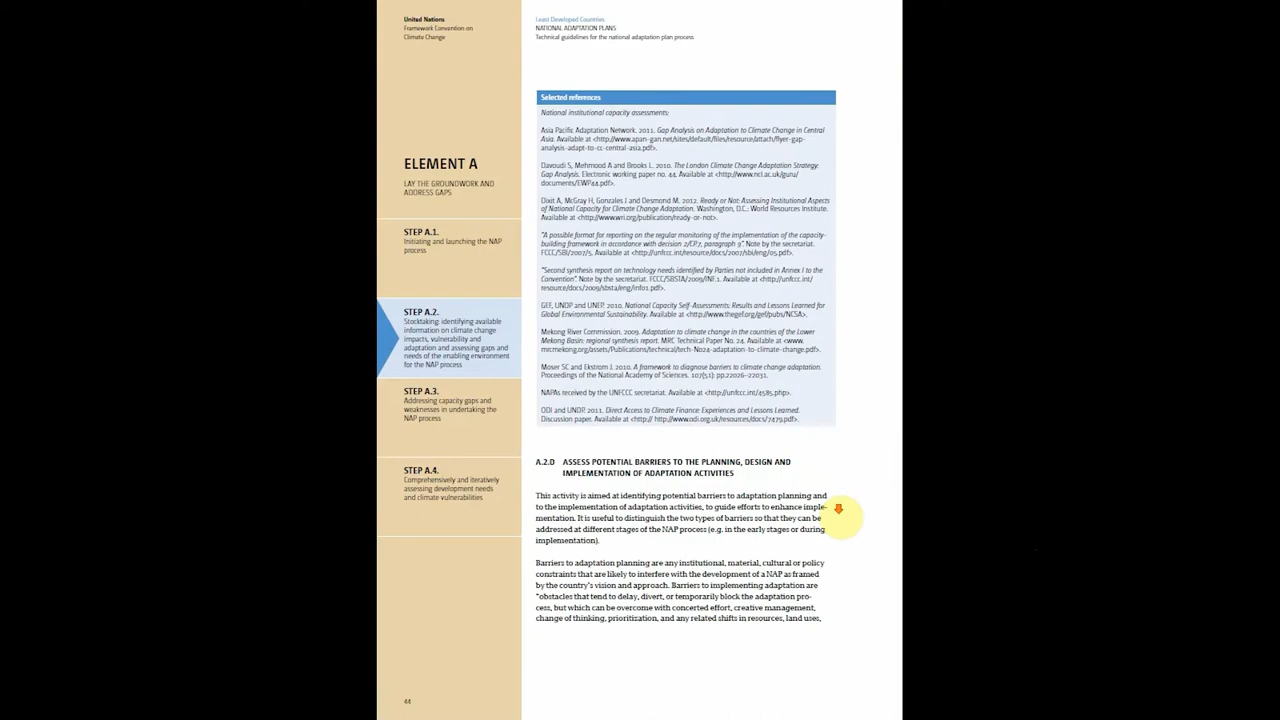 United Nations
Framework Convention on
Climate Change
Least Developed Countries
NATIONAL ADAPTATION PLANS
Technical guidelines for the national adaptation plan process
ELEMENT A
LAY THE GROUNDWORK AND
ADDRESS GAPS
STEP A.1.
Initiating and launching the NAP
process
STEP A.2.
Stocktaking: identifying available
information on climate change
impacts, vulnerability and
adaptation and assessing gaps and
needs of the enabling environment
for the NAP process
STEP A.3.
Addressing capacity gaps and
weaknesses in undertaking the
NAP process
STEP A.4.
Comprehensively and iteratively
assessing development needs
and climate vulnerabilities
Selected references
National institutional capacity assessments:
Asia Pacific Adaptation Network. 2011. Gap Analysis on Adaptation to Climate Change in Central
Asia. Available at <http://www.apan-gan.net/sites/default/files/resource/attach/flyer-gap-
analysis-adapt-to-cc-central-asia.pdf>.
Davoudi S, Mehmood A and Brooks L. 2010. The London Climate Change Adaptation Strategy:
Gap Analysis. Electronic working paper no. 44. Available at <http://www.ncl.ac.uk/guru/
documents/EWP44.pdf>.
Dixit A, McGray H, Gonzales J and Desmond M. 2012. Ready or Not: Assessing Institutional Aspects
of National Capacity for Climate Change Adaptation. Washington, D.C.: World Resources Institute.
Available at <http://www.wri.org/publication/ready-or-not>.
"A possible format for reporting on the regular monitoring of the implementation of the capacity-
building framework in accordance with decision 2/CP.7, paragraph 9". Note by the secretariat.
FCCC/SBI/2007/5. Available at <http://unfccc.int/resource/docs/2007/sbi/eng/05.pdf>.
"Second synthesis report on technology needs identified by Parties not included in Annex I to the
Convention". Note by the secretariat. FCCC/SBSTA/2009/INF.1. Available at <http://unfccc.int/
resource/docs/2009/sbsta/eng/inf01.pdf>.
GEF, UNDP and UNEP. 2010. National Capacity Self-Assessments: Results and Lessons Learned for
Global Environmental Sustainability. Available at <http://www.thegef.org/gef/pubs/NCSA>.
Mekong River Commission. 2009. Adaptation to climate change in the countries of the Lower
Mekong Basin: regional synthesis report. MRC Technical Paper No. 24. Available at <www.
mrcmekong.org/assets/Publications/technical/tech-No24-adaptation-to-climate-change.pdf>.
Moser SC and Ekstrom J. 2010. A framework to diagnose barriers to climate change adaptation.
Proceedings of the National Academy of Sciences. 107(51): pp.22026–22031.
NAPAs received by the UNFCCC secretariat. Available at <http://unfccc.int/4585.php>.
ODI and UNDP. 2011. Direct Access to Climate Finance: Experiences and Lessons Learned.
Discussion paper. Available at <http:// http://www.odi.org.uk/resources/docs/7479.pdf>.
A.2.D ASSESS POTENTIAL BARRIERS TO THE PLANNING, DESIGN AND
IMPLEMENTATION OF ADAPTATION ACTIVITIES
This activity is aimed at identifying potential barriers to adaptation planning and
to the implementation of adaptation activities, to guide efforts to enhance imple-
mentation. It is useful to distinguish the two types of barriers so that they can be
addressed at different stages of the NAP process (e.g. in the early stages or during
implementation).
Barriers to adaptation planning are any institutional, material, cultural or policy
constraints that are likely to interfere with the development of a NAP as framed
by the country's vision and approach. Barriers to implementing adaptation are
"obstacles that tend to delay, divert, or temporarily block the adaptation pro-
cess, but which can be overcome with concerted effort, creative management,
change of thinking, prioritization, and any related shifts in resources, land uses,
44